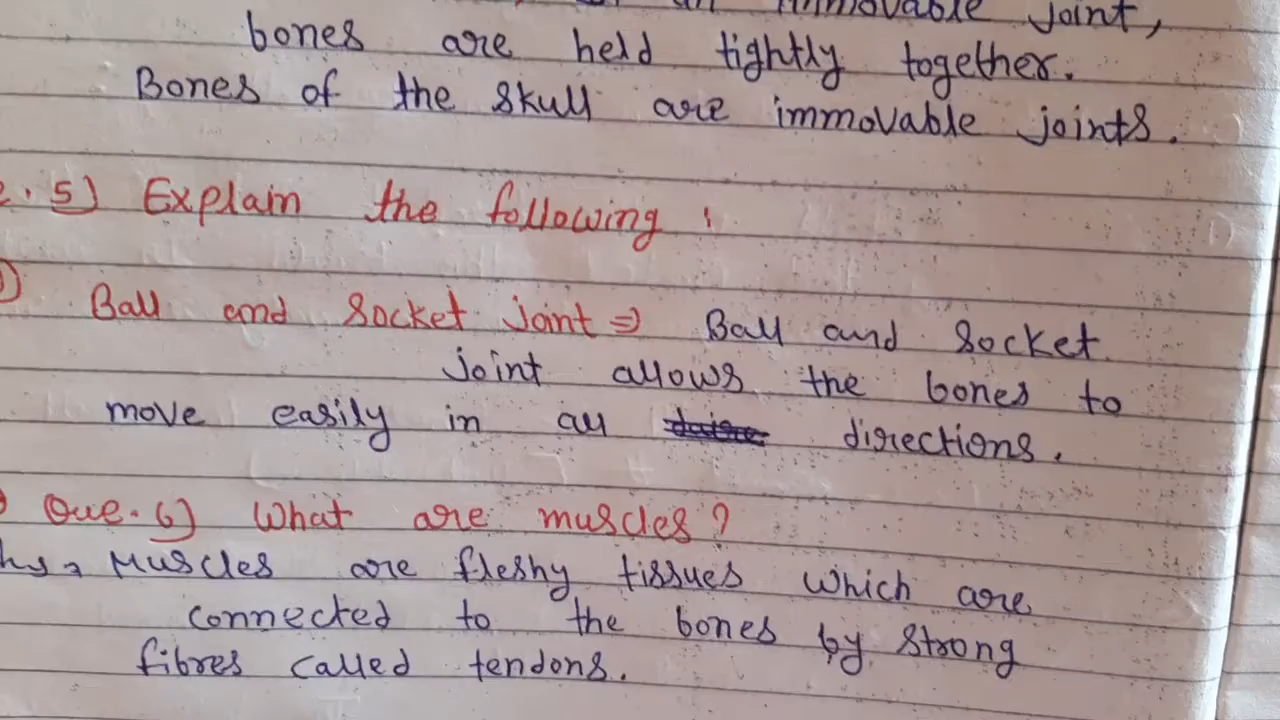 immovable joint,
bones are held tightly together.
Bones of the skull are immovable joints.
. 5) Explain the following :
Ball and Socket Joint ⇒ Ball and Socket
joint allows the bones to
move easily in all directions.
Que. 6) What are muscles?
Muscles are fleshy tissues which are
connected to the bones by strong
fibres called tendons.